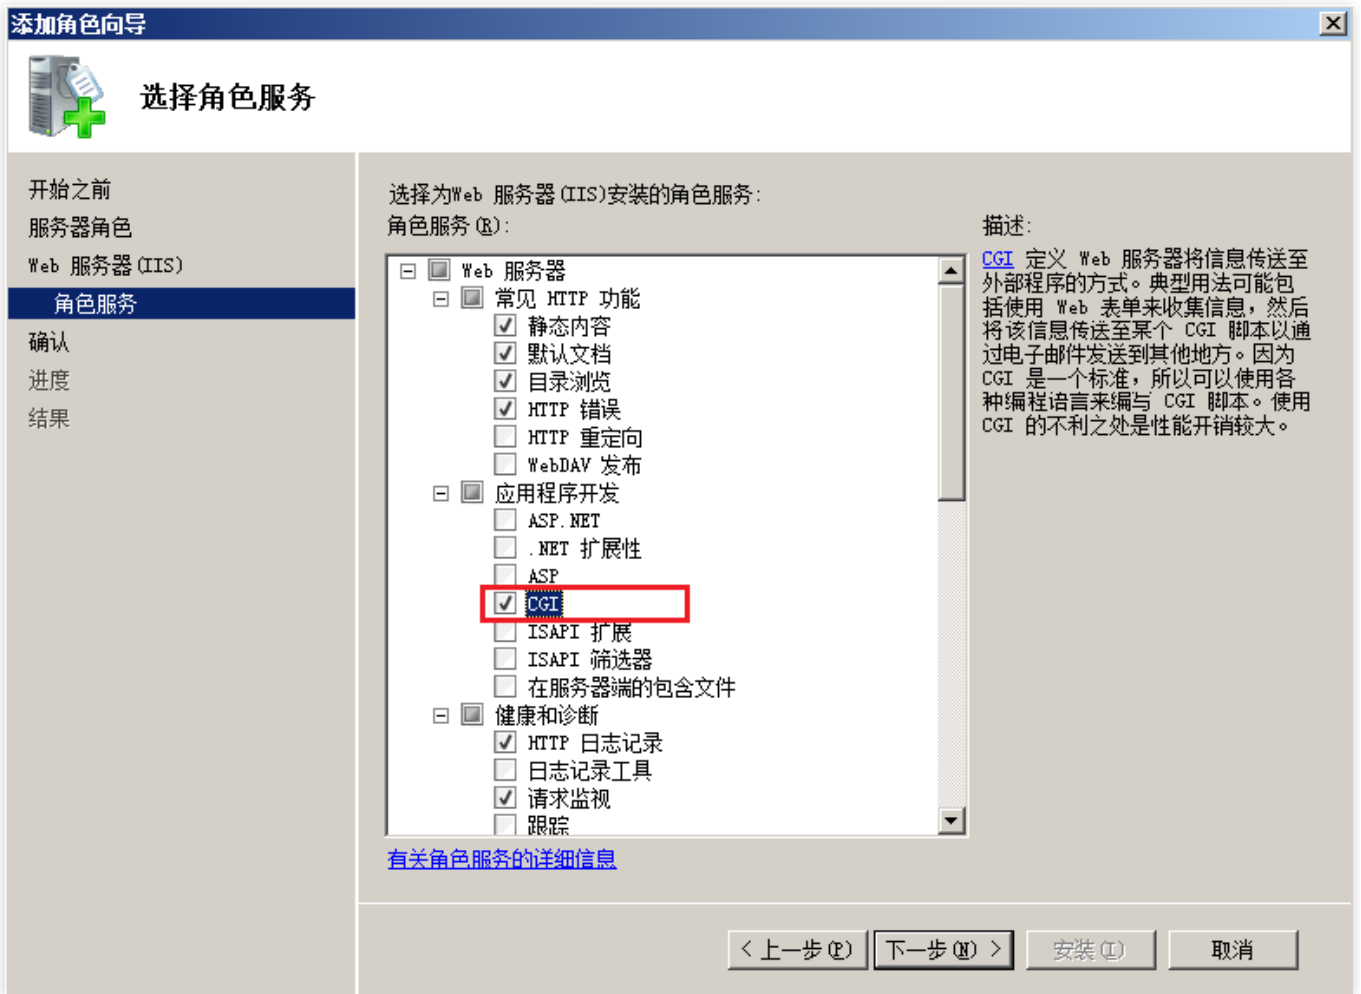 添加角色向导
选择角色服务
开始之前
服务器角色
Web 服务器(IIS)
角色服务
确认
进度
结果
选择为Web 服务器(IIS)安装的角色服务:
角色服务(R):
Web 服务器
常见 HTTP 功能
静态内容
默认文档
目录浏览
HTTP 错误
HTTP 重定向
WebDAV 发布
应用程序开发
ASP.NET
.NET 扩展性
ASP
CGI
ISAPI 扩展
ISAPI 筛选器
在服务器端的包含文件
健康和诊断
HTTP 日志记录
日志记录工具
请求监视
跟踪
有关角色服务的详细信息
描述:
CGI 定义 Web 服务器将信息传送至
外部程序的方式。典型用法可能包
括使用 Web 表单来收集信息，然后
将该信息传送至某个 CGI 脚本以通
过电子邮件发送到其他地方。因为
CGI 是一个标准，所以可以使用各
种编程语言来编写 CGI 脚本。使用
CGI 的不利之处是性能开销较大。
< 上一步(P)
下一步(N) >
安装(I)
取消